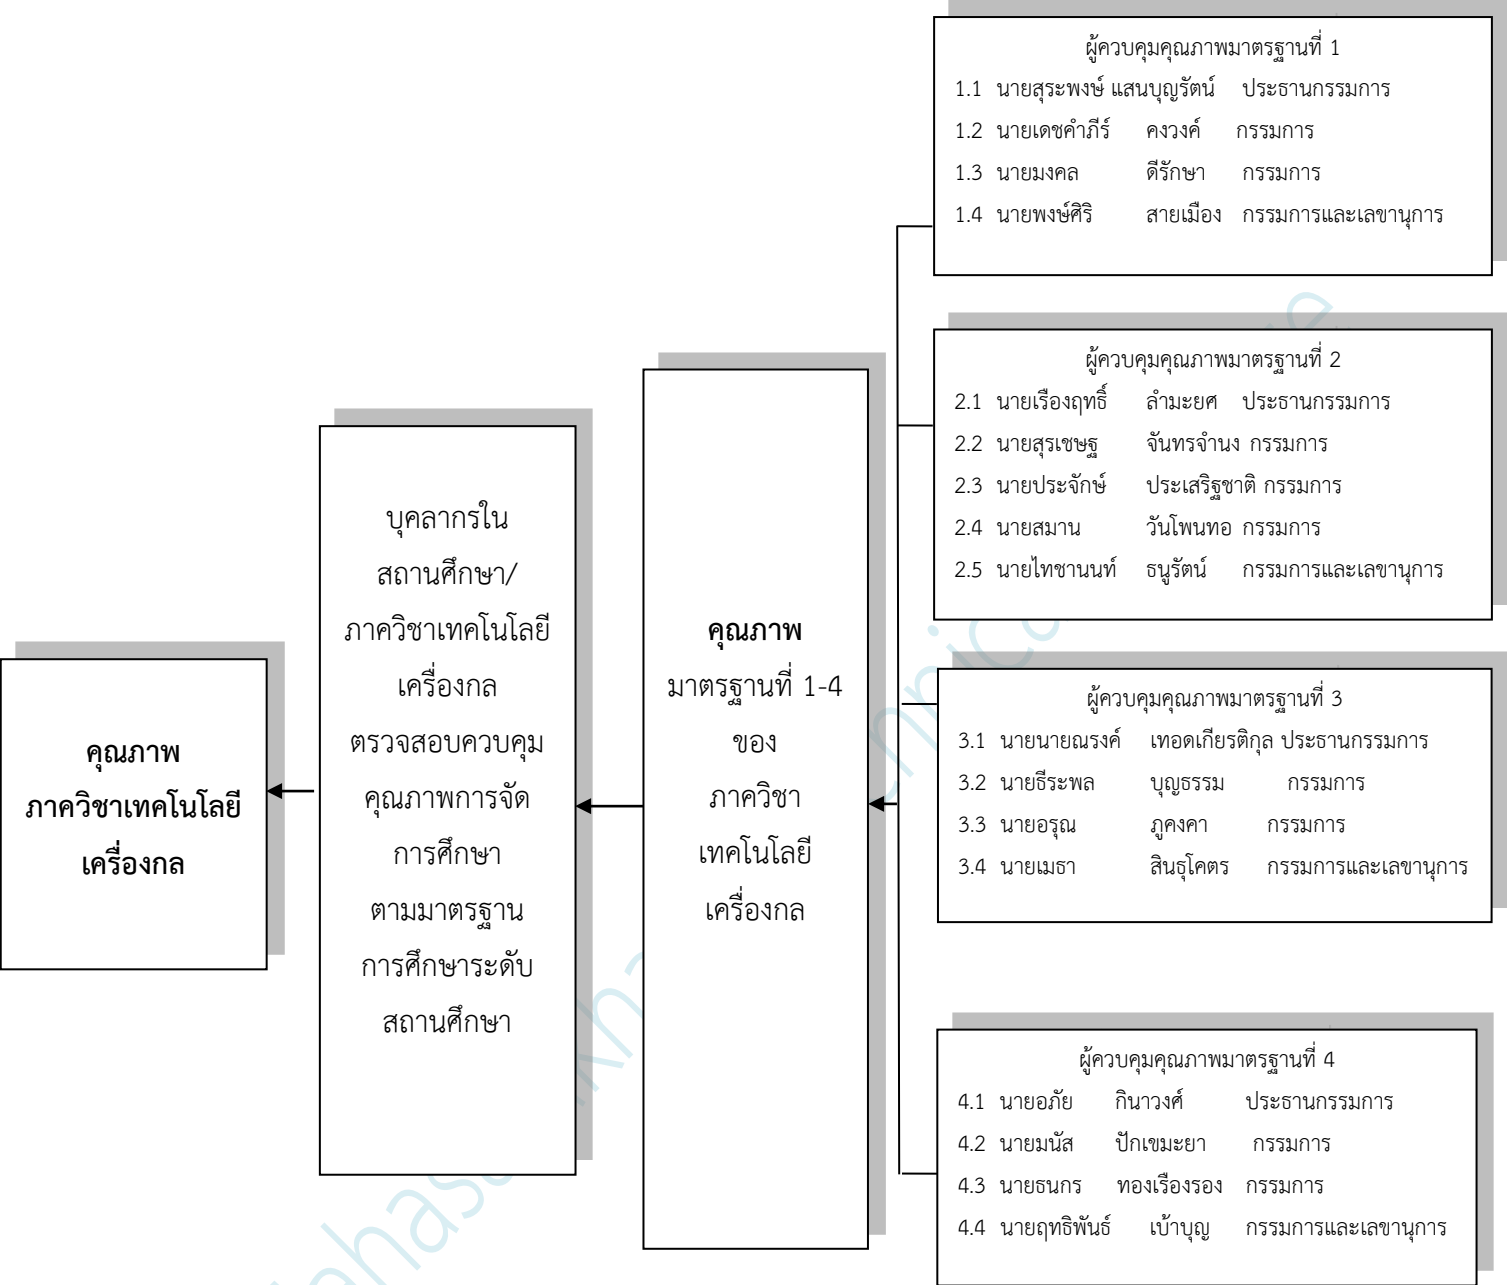 ผู้ควบคุมคุณภาพมาตรฐานที่ 1
1.1 นายสุระพงษ์ แสนบุญรัตน์ ประธานกรรมการ
1.2 นายเดชคำภีร์ คงวงค์ กรรมการ
1.3 นายมงคล ดีรักษา กรรมการ
1.4 นายพงษ์ศิริ สายเมือง กรรมการและเลขานุการ
ผู้ควบคุมคุณภาพมาตรฐานที่ 2
2.1 นายเรืองฤทธิ์ ลำมะยศ ประธานกรรมการ
2.2 นายสุรเชษฐ จันทรจำนง กรรมการ
2.3 นายประจักษ์ ประเสริฐชาติ กรรมการ
2.4 นายสมาน วันโพนทอ กรรมการ
2.5 นายไทชานนท์ ธนูรัตน์ กรรมการและเลขานุการ
ผู้ควบคุมคุณภาพมาตรฐานที่ 3
3.1 นายนายณรงค์ เทอดเกียรติกุล ประธานกรรมการ
3.2 นายธีระพล บุญธรรม กรรมการ
3.3 นายอรุณ ภูคงคา กรรมการ
3.4 นายเมธา สินธุโคตร กรรมการและเลขานุการ
ผู้ควบคุมคุณภาพมาตรฐานที่ 4
4.1 นายอภัย กินาวงศ์ ประธานกรรมการ
4.2 นายมนัส ปักเขมะยา กรรมการ
4.3 นายธนกร ทองเรืองรอง กรรมการ
4.4 นายฤทธิพันธ์ เบ้าบุญ กรรมการและเลขานุการ
คุณภาพ
มาตรฐานที่ 1-4
ของ
ภาควิชา
เทคโนโลยี
เครื่องกล
บุคลากรใน
สถานศึกษา/
ภาควิชาเทคโนโลยี
เครื่องกล
ตรวจสอบควบคุม
คุณภาพการจัด
การศึกษา
ตามมาตรฐาน
การศึกษาระดับ
สถานศึกษา
คุณภาพ
ภาควิชาเทคโนโลยี
เครื่องกล